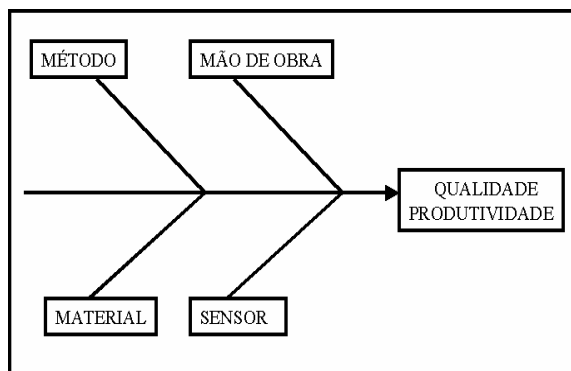 MÉTODO
MÃO DE OBRA
QUALIDADE
PRODUTIVIDADE
MATERIAL
SENSOR